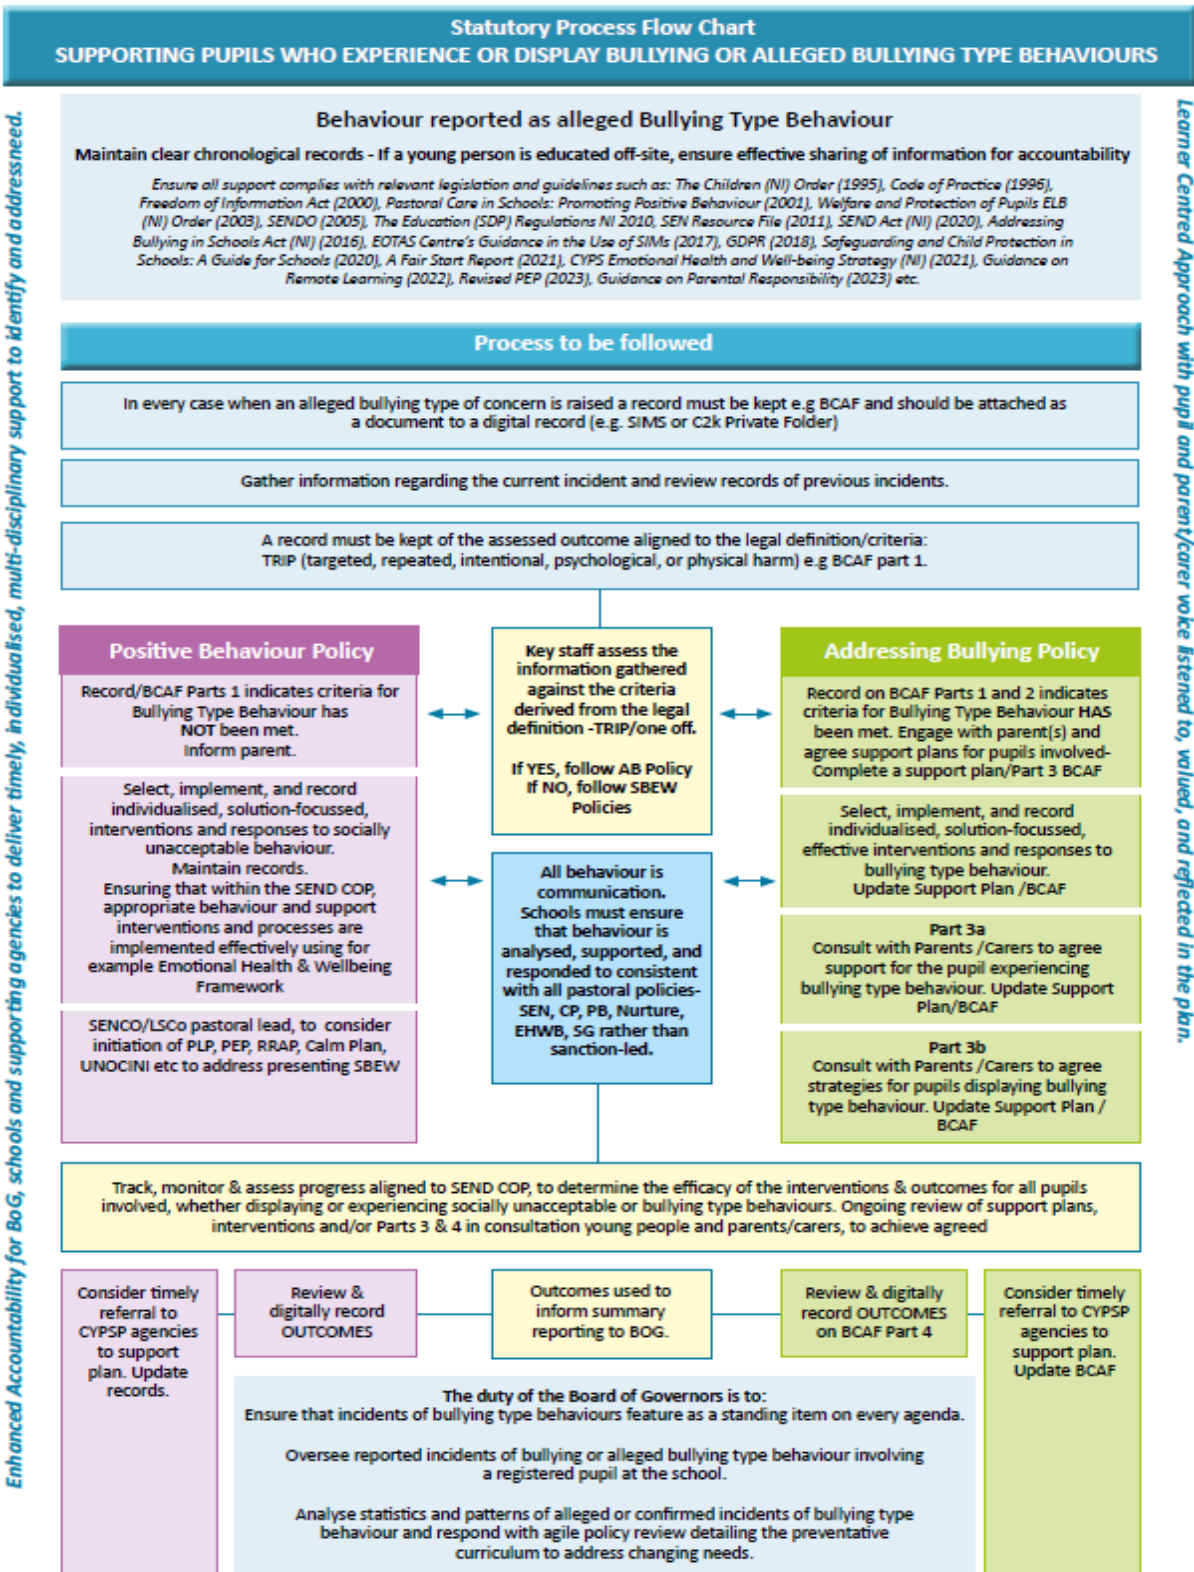 Statutory Process Flow Chart
SUPPORTING PUPILS WHO EXPERIENCE OR DISPLAY BULLYING OR ALLEGED BULLYING TYPE BEHAVIOURS
Enhanced Accountability for BoG, schools and supporting agencies to deliver timely, individualised, multi-disciplinary support to identify and addressneed.
Learner Centred Approach with pupil and parent/carer voice listened to, valued, and reflected in the plan.
Behaviour reported as alleged Bullying Type Behaviour
Maintain clear chronological records - If a young person is educated off-site, ensure effective sharing of information for accountability
Ensure all support complies with relevant legislation and guidelines such as: The Children (NI) Order (1995), Code of Practice (1996),
Freedom of Information Act (2000), Pastoral Care in Schools: Promoting Positive Behaviour (2001), Welfare and Protection of Pupils ELB
(NI) Order (2003), SENDO (2005), The Education (SDP) Regulations NI 2010, SEN Resource File (2011), SEND Act (NI) (2020), Addressing
Bullying in Schools Act (NI) (2016), EOTAS Centre's Guidance in the Use of SIMs (2017), GDPR (2018), Safeguarding and Child Protection in
Schools: A Guide for Schools (2020), A Fair Start Report (2021), CYPS Emotional Health and Well-being Strategy (NI) (2021), Guidance on
Remote Learning (2022), Revised PEP (2023), Guidance on Parental Responsibility (2023) etc.
Process to be followed
In every case when an alleged bullying type of concern is raised a record must be kept e.g BCAF and should be attached as
a document to a digital record (e.g. SIMS or C2k Private Folder)
Gather information regarding the current incident and review records of previous incidents.
A record must be kept of the assessed outcome aligned to the legal definition/criteria:
TRIP (targeted, repeated, intentional, psychological, or physical harm) e.g BCAF part 1.
Positive Behaviour Policy
Record/BCAF Parts 1 indicates criteria for
Bullying Type Behaviour has
NOT been met.
Inform parent.
Select, implement, and record
individualised, solution-focussed,
interventions and responses to socially
unacceptable behaviour.
Maintain records.
Ensuring that within the SEND COP,
appropriate behaviour and support
interventions and processes are
implemented effectively using for
example Emotional Health & Wellbeing
Framework
SENCO/LSCo pastoral lead, to consider
initiation of PLP, PEP, RRAP, Calm Plan,
UNOCINI etc to address presenting SBEW
Key staff assess the
information gathered
against the criteria
derived from the legal
definition -TRIP/one off.
If YES, follow AB Policy
If NO, follow SBEW
Policies
All behaviour is
communication.
Schools must ensure
that behaviour is
analysed, supported, and
responded to consistent
with all pastoral policies-
SEN, CP, PB, Nurture,
EHWB, SG rather than
sanction-led.
Addressing Bullying Policy
Record on BCAF Parts 1 and 2 indicates
criteria for Bullying Type Behaviour HAS
been met. Engage with parent(s) and
agree support plans for pupils involved-
Complete a support plan/Part 3 BCAF
Select, implement, and record
individualised, solution-focussed,
effective interventions and responses to
bullying type behaviour.
Update Support Plan /BCAF
Part 3a
Consult with Parents /Carers to agree
support for the pupil experiencing
bullying type behaviour. Update Support
Plan/BCAF
Part 3b
Consult with Parents /Carers to agree
strategies for pupils displaying bullying
type behaviour. Update Support Plan /
BCAF
Track, monitor & assess progress aligned to SEND COP, to determine the efficacy of the interventions & outcomes for all pupils
involved, whether displaying or experiencing socially unacceptable or bullying type behaviours. Ongoing review of support plans,
interventions and/or Parts 3 & 4 in consultation young people and parents/carers, to achieve agreed
Consider timely
referral to
CYPSP agencies
to support
plan. Update
records.
Review &
digitally record
OUTCOMES
Outcomes used to
inform summary
reporting to BOG.
Review & digitally
record OUTCOMES
on BCAF Part 4
Consider timely
referral to CYPSP
agencies to
support plan.
Update BCAF
The duty of the Board of Governors is to:
Ensure that incidents of bullying type behaviours feature as a standing item on every agenda.
Oversee reported incidents of bullying or alleged bullying type behaviour involving
a registered pupil at the school.
Analyse statistics and patterns of alleged or confirmed incidents of bullying type
behaviour and respond with agile policy review detailing the preventative
curriculum to address changing needs.